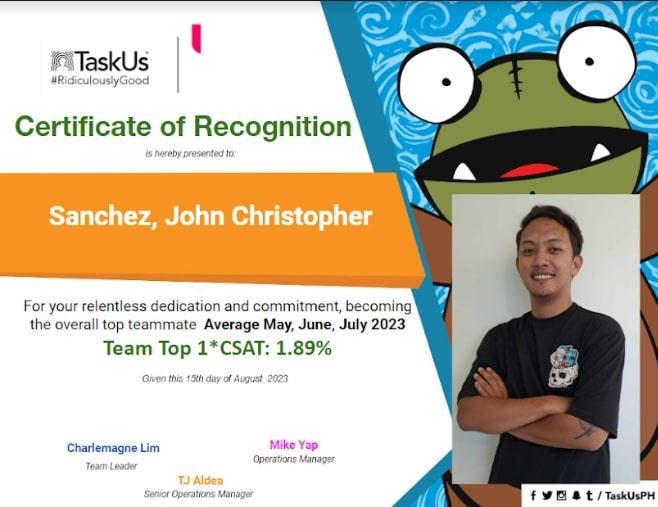 TaskUs
#RidiculouslyGood
Certificate of Recognition
is hereby presented to:
Sanchez, John Christopher
For your relentless dedication and commitment, becoming
the overall top teammate Average May, June, July 2023
Team Top 1*CSAT: 1.89%
Given this 15th day of August 2023
Charlemagne Lim
Team Leader
Mike Yap
Operations Manager
TJ Aldea
Senior Operations Manager
/ TaskUsPH